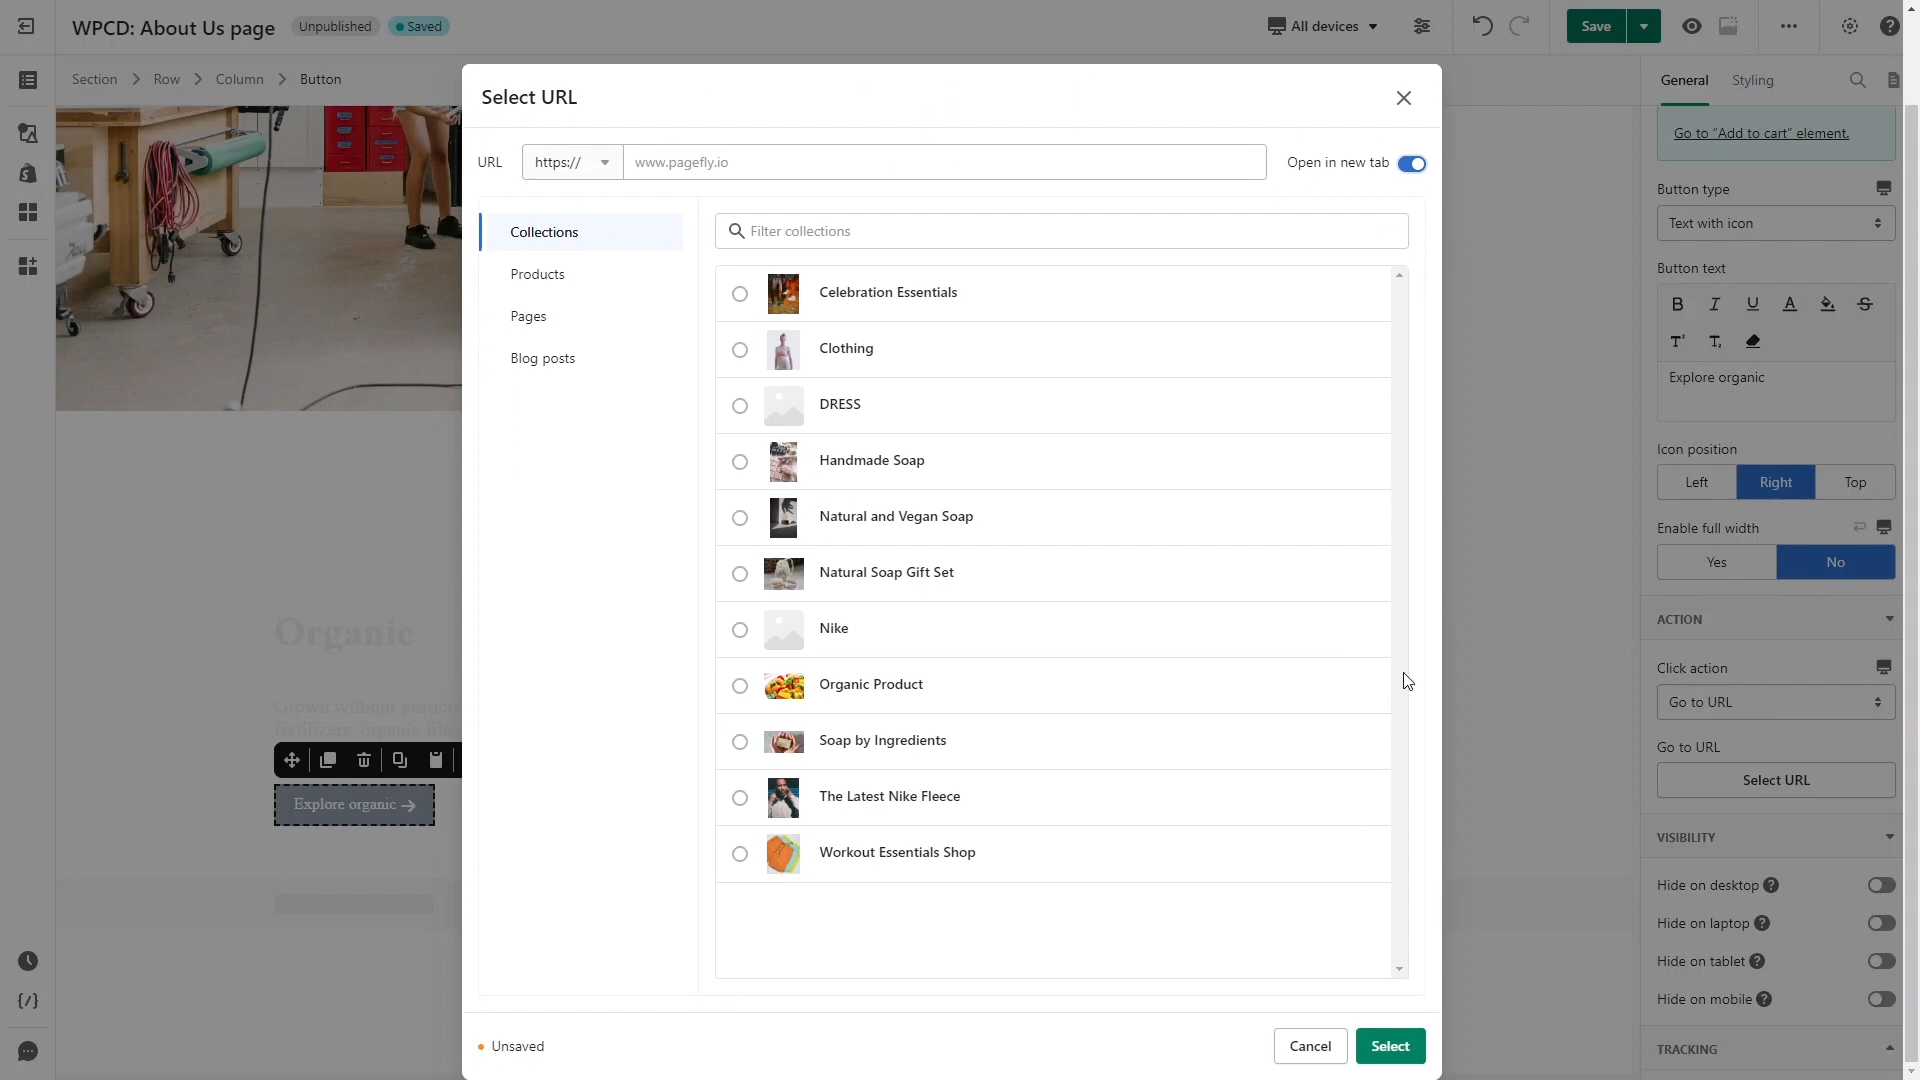 WPCD: About Us page
Unpublished
Saved
All devices
Save
Section
Row
Column
Button
General
Styling
Go to “Add to cart” element.
Select URL
URL
https://
www.pagefly.io
Open in new tab
Collections
Products
Pages
Blog posts
Filter collections
Celebration Essentials
Clothing
DRESS
Handmade Soap
Natural and Vegan Soap
Natural Soap Gift Set
Nike
Organic Product
Soap by Ingredients
The Latest Nike Fleece
Workout Essentials Shop
Unsaved
Cancel
Select
Organic
Grown without
fertilizers, organic
Explore organic
Button type
Text with icon
Button text
Explore organic
Icon position
Left
Right
Top
Enable full width
Yes
No
ACTION
Click action
Go to URL
Go to URL
Select URL
VISIBILITY
Hide on desktop
Hide on laptop
Hide on tablet
Hide on mobile
TRACKING